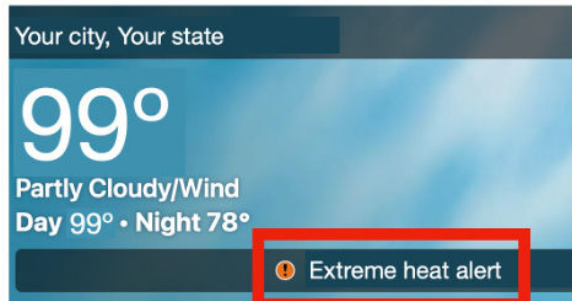 Your city, Your state
99°
Partly Cloudy/Wind
Day 99° • Night 78°
Extreme heat alert